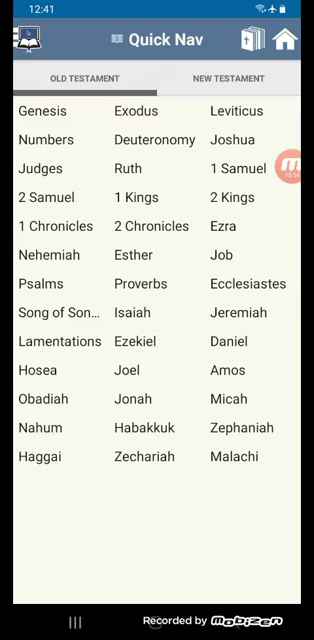 12:41
Quick Nav
OLD TESTAMENT NEW TESTAMENT
Genesis Exodus Leviticus
Numbers Deuteronomy Joshua
Judges Ruth 1 Samuel
2 Samuel 1 Kings 2 Kings
1 Chronicles 2 Chronicles Ezra
Nehemiah Esther Job
Psalms Proverbs Ecclesiastes
Song of Son... Isaiah Jeremiah
Lamentations Ezekiel Daniel
Hosea Joel Amos
Obadiah Jonah Micah
Nahum Habakkuk Zephaniah
Haggai Zechariah Malachi
Recorded by Mobizen